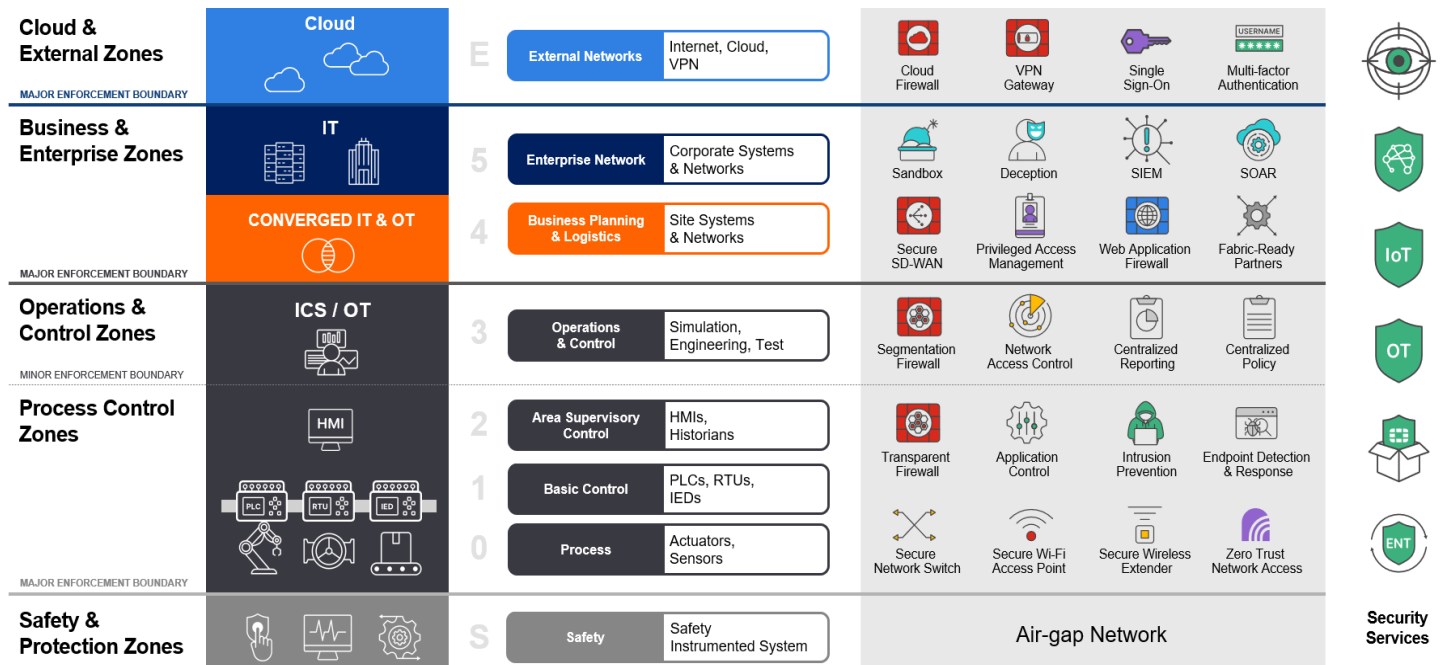 Cloud &
External Zones
MAJOR ENFORCEMENT BOUNDARY
Cloud
E
External Networks
Internet, Cloud,
VPN
Cloud
Firewall
VPN
Gateway
Single
Sign-On
USERNAME
*****
Multi-factor
Authentication
Business &
Enterprise Zones
IT
5
Enterprise Network
Corporate Systems
& Networks
Sandbox
Deception
SIEM
SOAR
CONVERGED IT & OT
4
Business Planning
& Logistics
Site Systems
& Networks
Secure
SD-WAN
Privileged Access
Management
Web Application
Firewall
Fabric-Ready
Partners
IoT
MAJOR ENFORCEMENT BOUNDARY
Operations &
Control Zones
ICS / OT
3
Operations
& Control
Simulation,
Engineering, Test
Segmentation
Firewall
Network
Access Control
Centralized
Reporting
Centralized
Policy
OT
MINOR ENFORCEMENT BOUNDARY
Process Control
Zones
HMI
2
Area Supervisory
Control
HMIs,
Historians
Transparent
Firewall
Application
Control
Intrusion
Prevention
Endpoint Detection
& Response
PLC
RTU
IED
1
Basic Control
PLCs, RTUs,
IEDs
0
Process
Actuators,
Sensors
Secure
Network Switch
Secure Wi-Fi
Access Point
Secure Wireless
Extender
Zero Trust
Network Access
ENT
MAJOR ENFORCEMENT BOUNDARY
Safety &
Protection Zones
S
Safety
Safety
Instrumented System
Air-gap Network
Security
Services